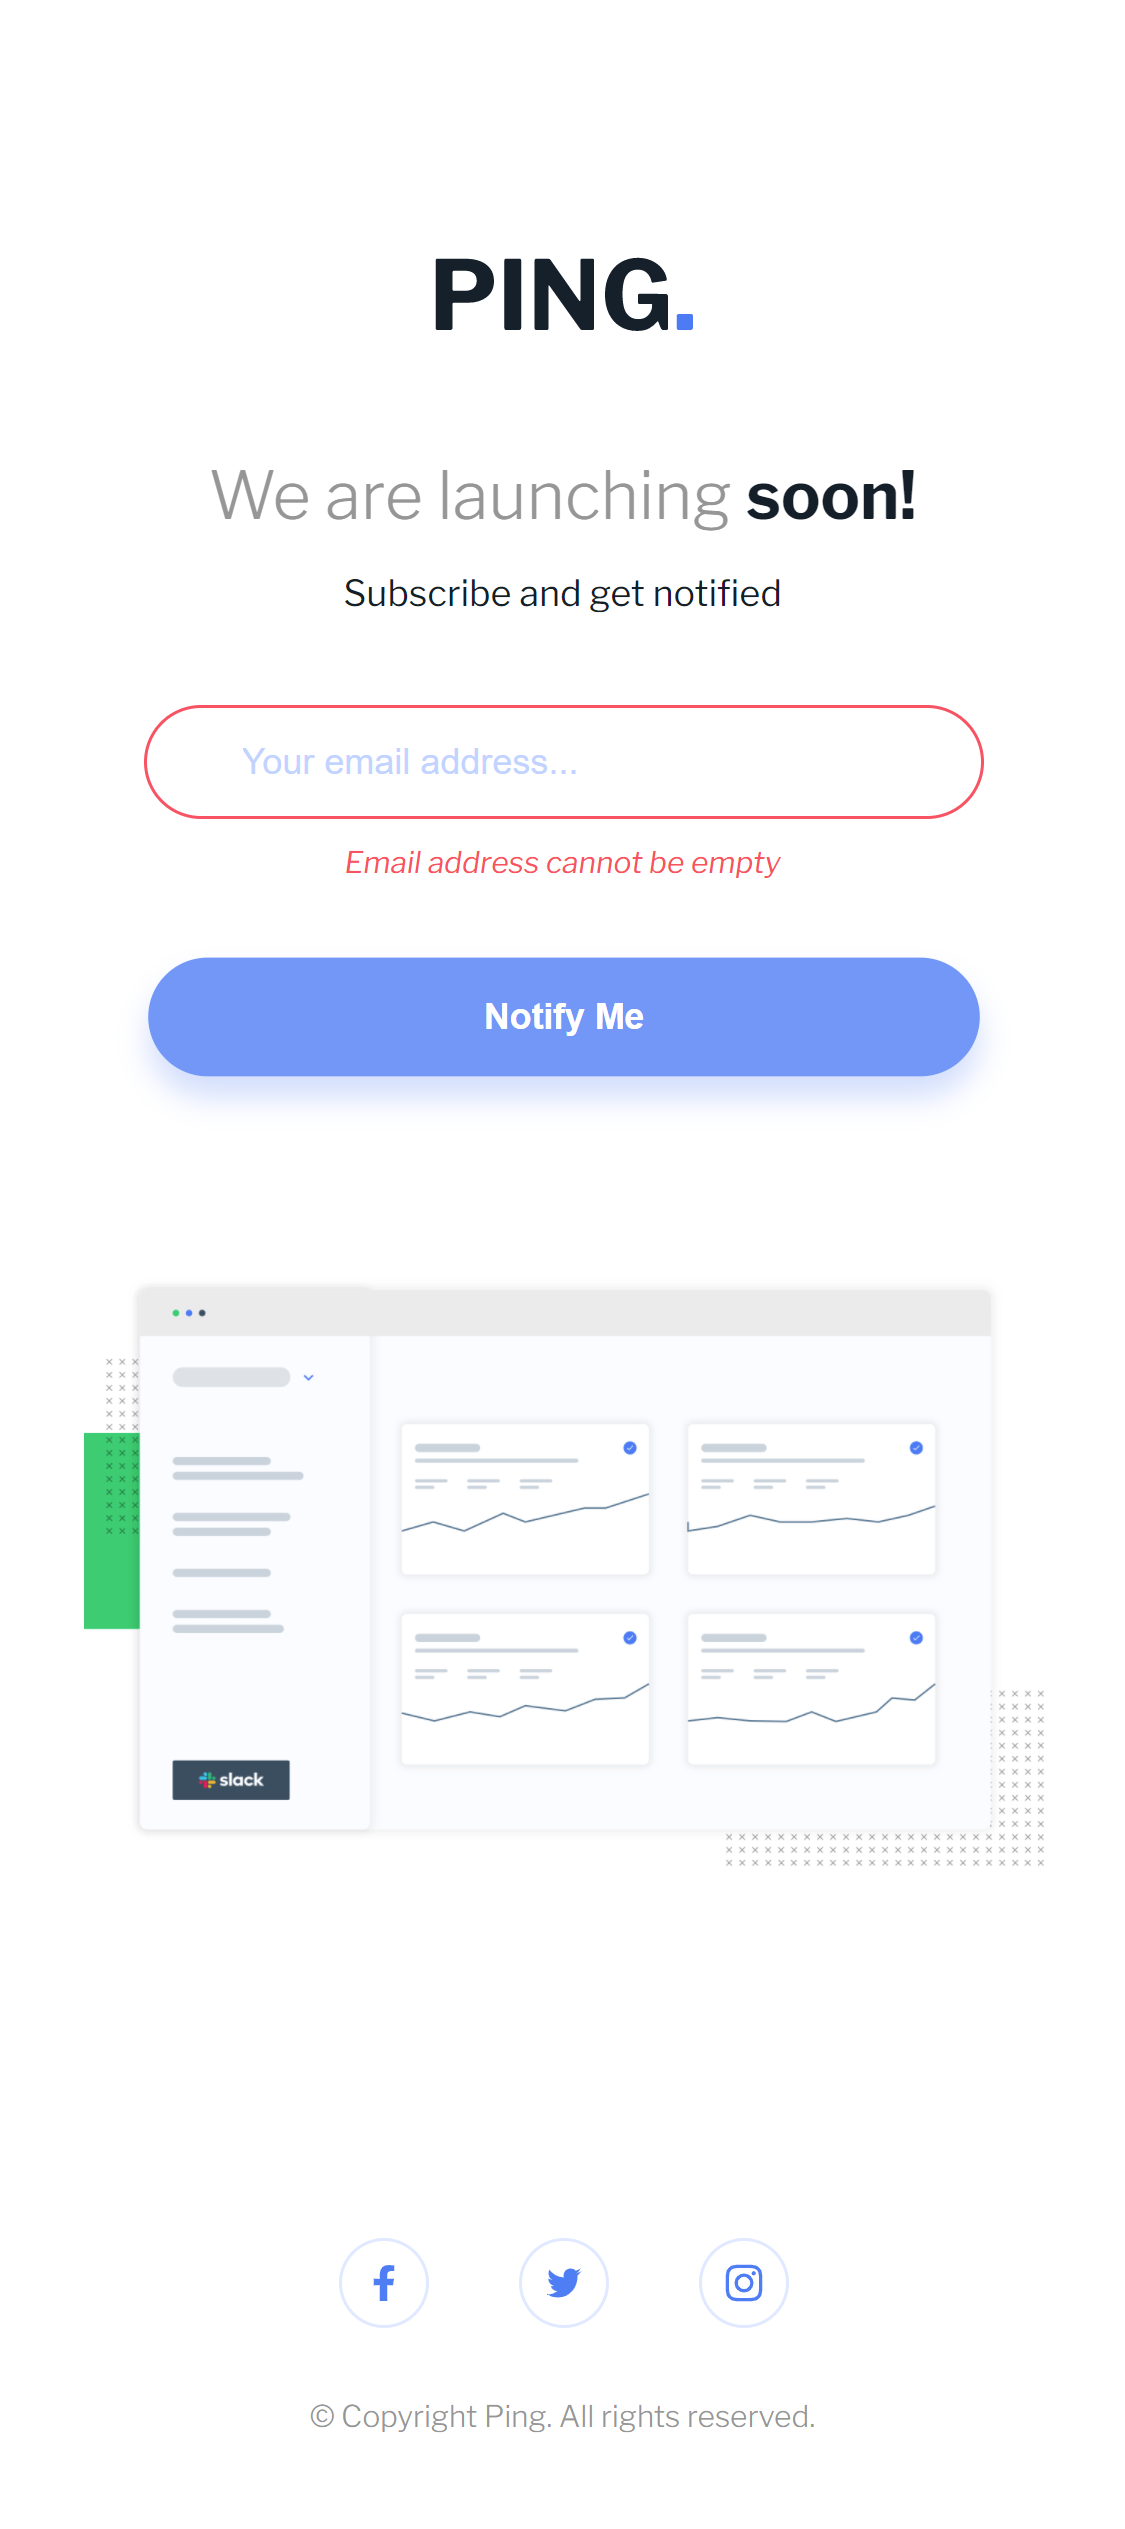 PING.
We are launching soon!
Subscribe and get notified
Your email address...
Email address cannot be empty
Notify Me
slack
© Copyright Ping. All rights reserved.